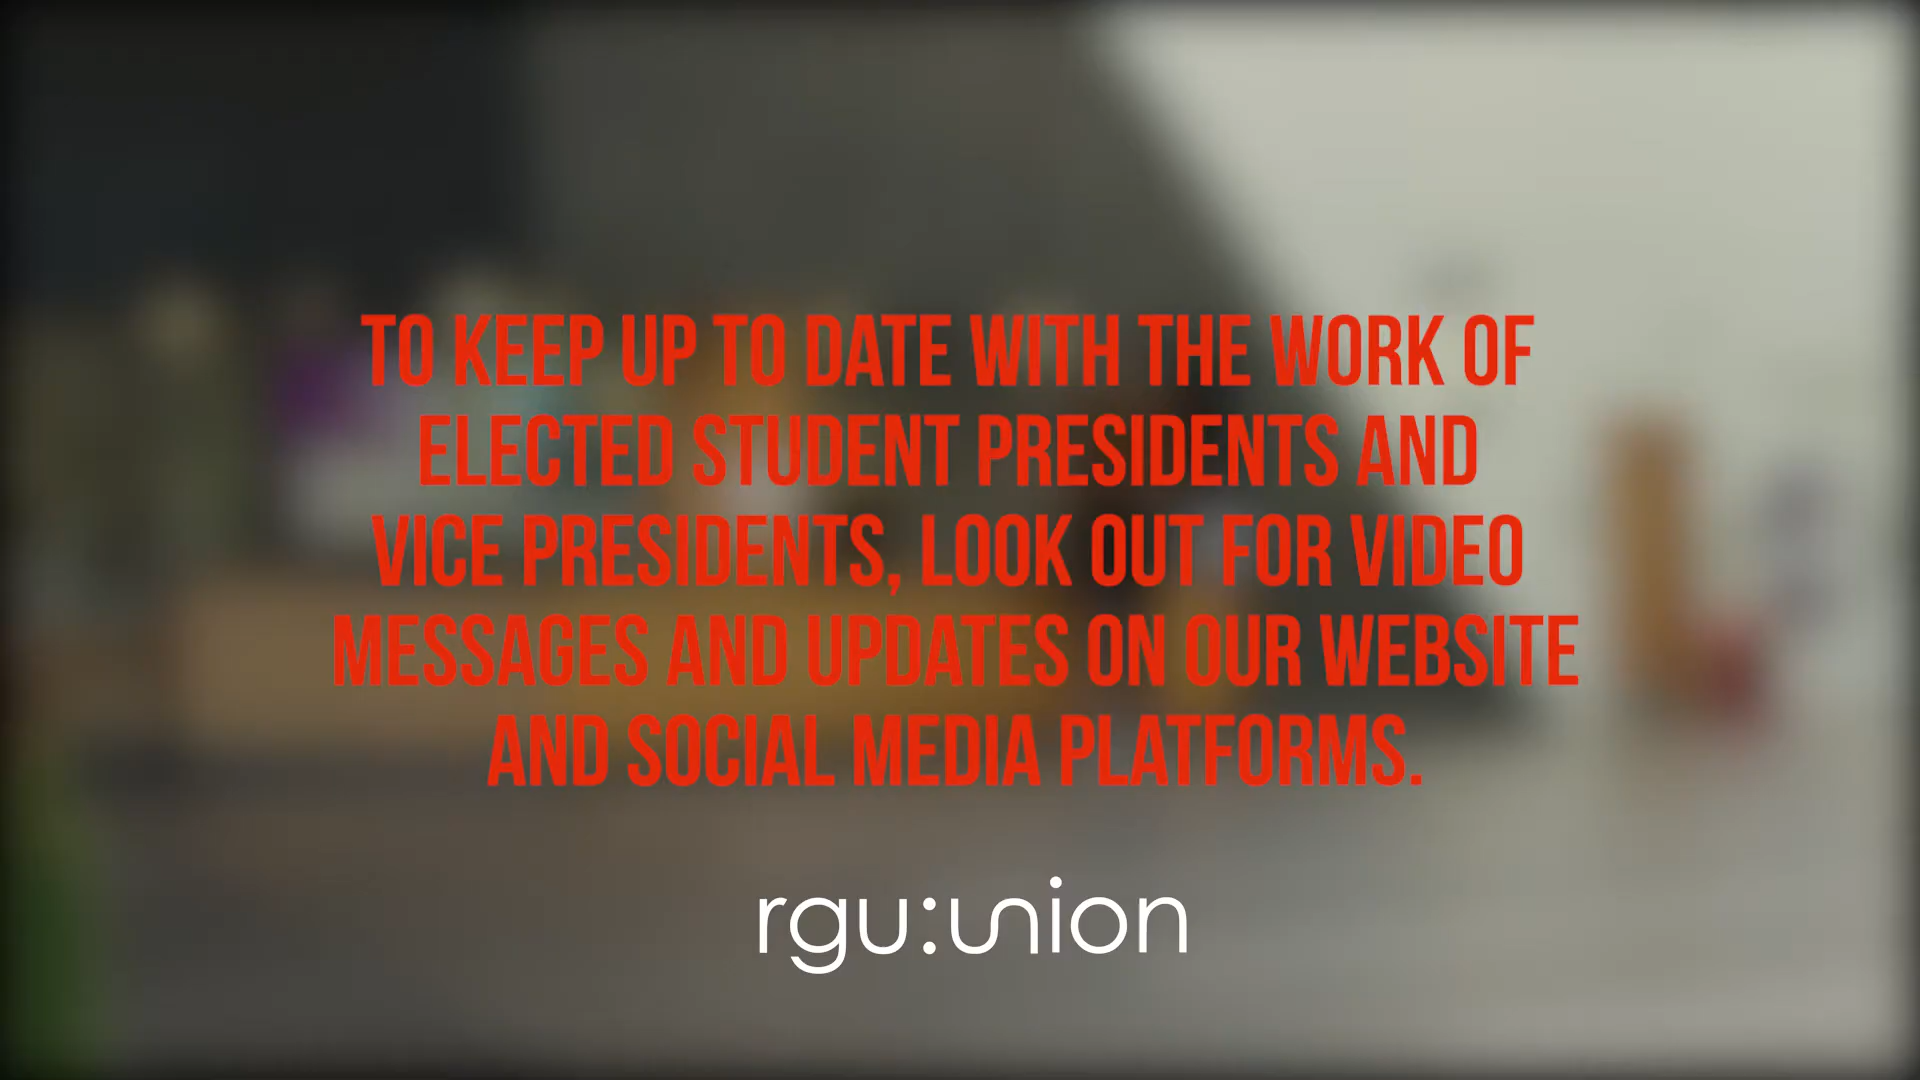 TO KEEP UP TO DATE WITH THE WORK OF
ELECTED STUDENT PRESIDENTS AND
VICE PRESIDENTS, LOOK OUT FOR VIDEO
MESSAGES AND UPDATES ON OUR WEBSITE
AND SOCIAL MEDIA PLATFORMS.
rgu:union